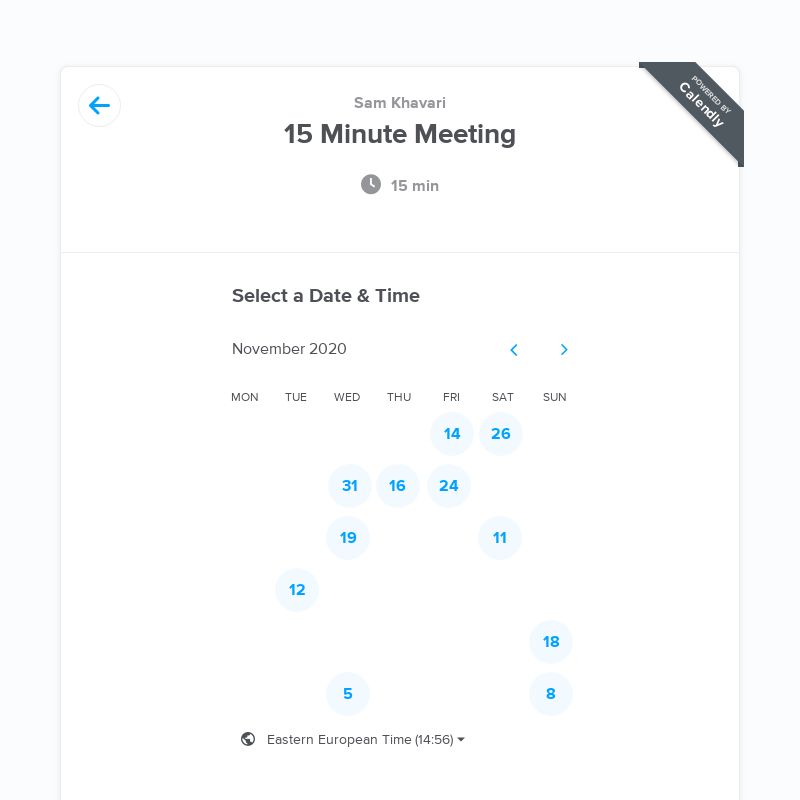 Sam Khavari
15 Minute Meeting
15 min
POWERED BY
Calendly
Select a Date & Time
November 2020
MON TUE WED THU FRI SAT SUN
14 26
31 16 24
19 11
12
18
5 8
Eastern European Time (14:56)